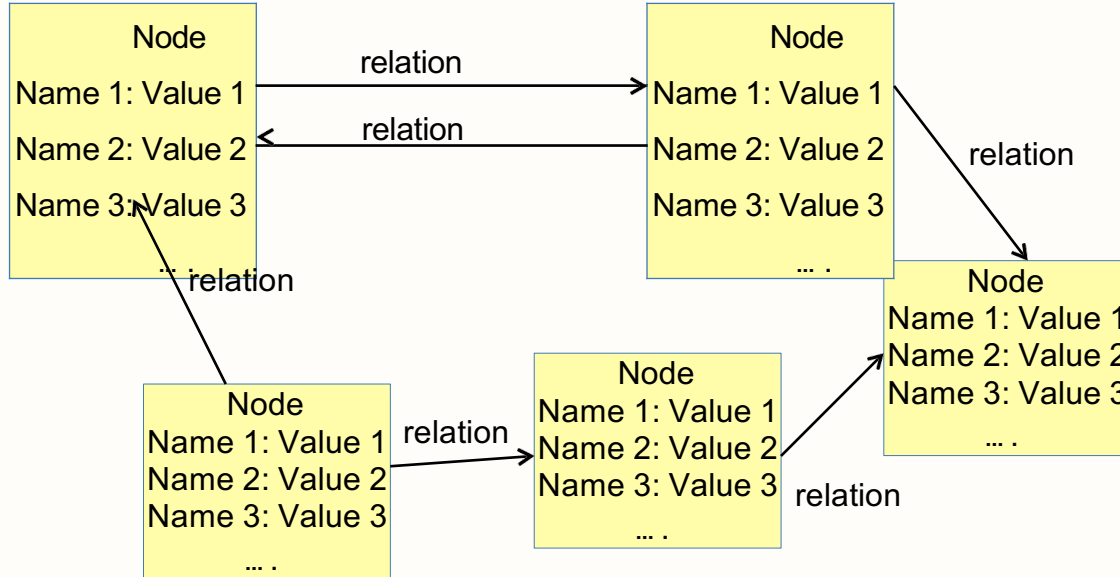 Node
Name 1: Value 1
Name 2: Value 2
Name 3: Value 3
... .
relation
relation
Node
Name 1: Value 1
Name 2: Value 2
Name 3: Value 3
... .
relation
relation
Node
Name 1: Value 1
Name 2: Value 2
Name 3: Value 3
... .
Node
Name 1: Value 1
Name 2: Value 2
Name 3: Value 3
... .
relation
Node
Name 1: Value 1
Name 2: Value 2
Name 3: Value 3
... .
relation